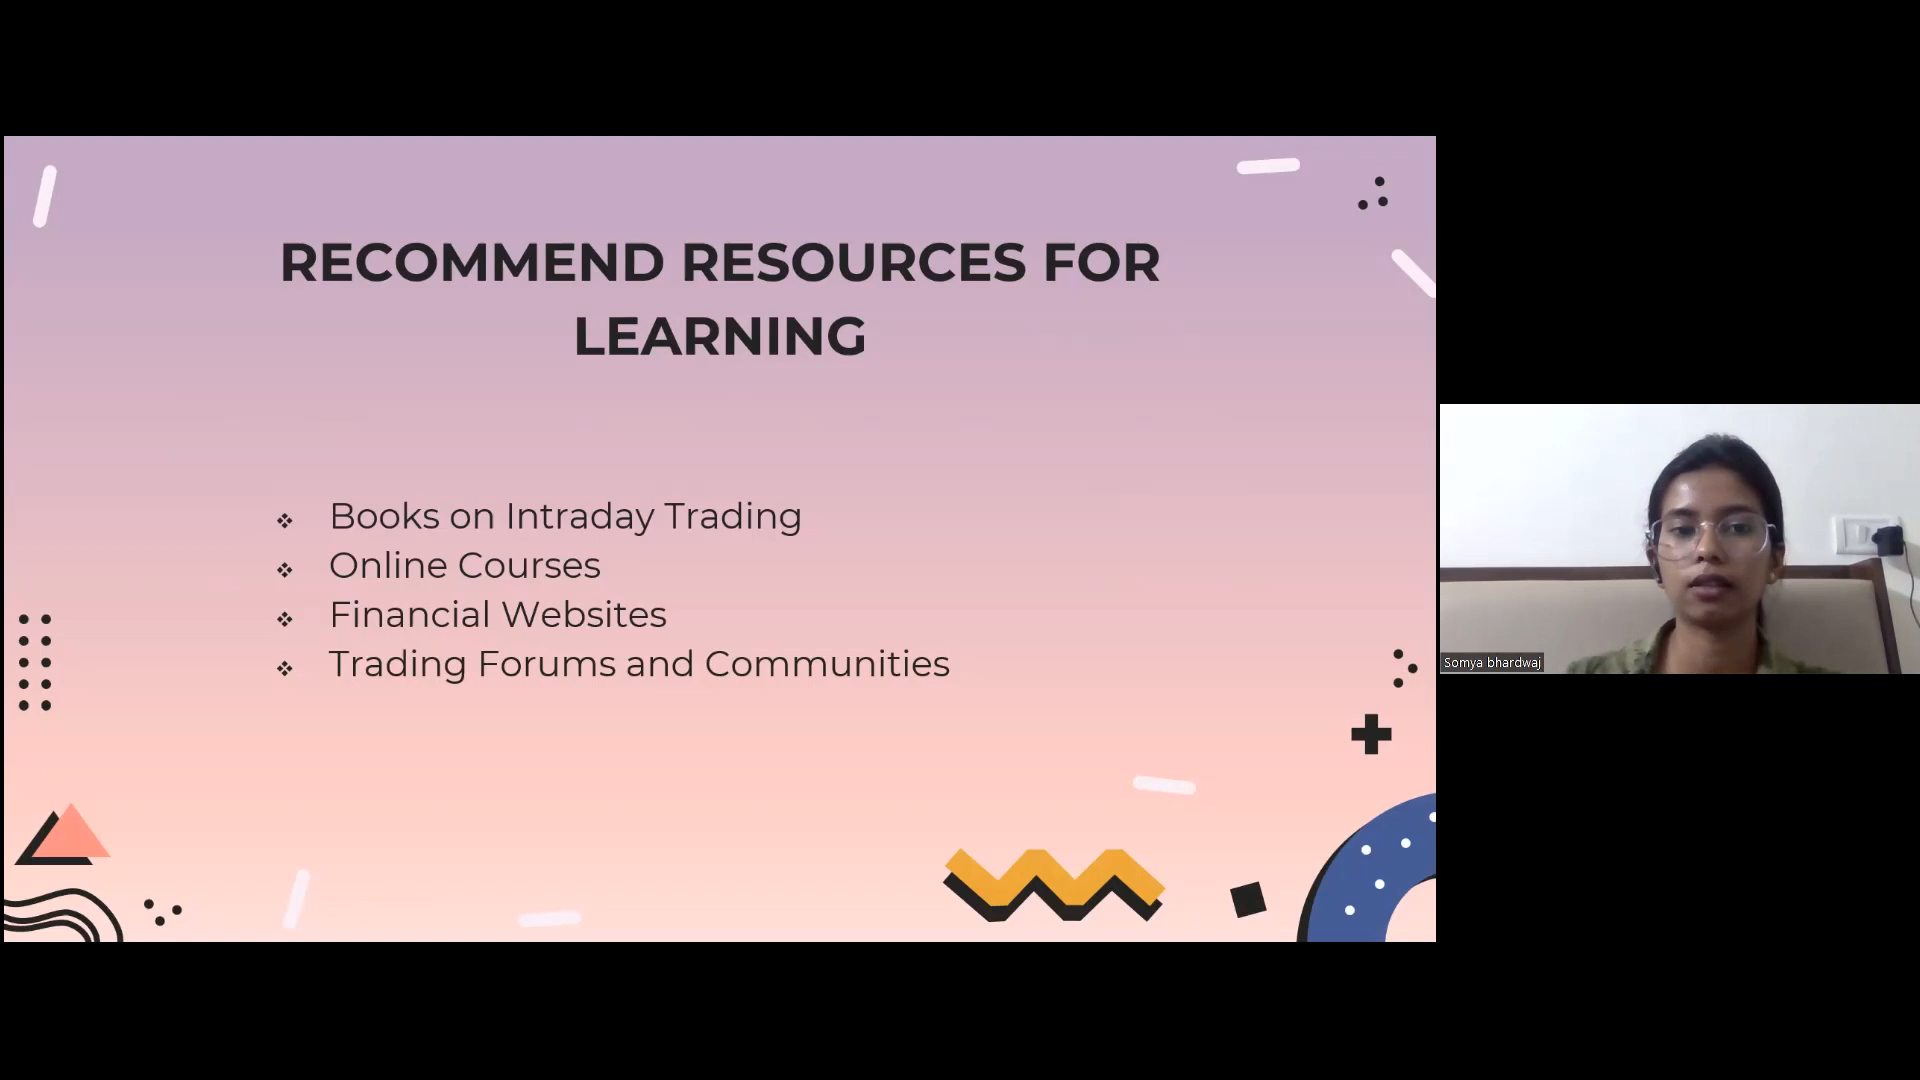 RECOMMEND RESOURCES FOR
LEARNING
❖ Books on Intraday Trading
❖ Online Courses
❖ Financial Websites
❖ Trading Forums and Communities
Somya bhardwaj